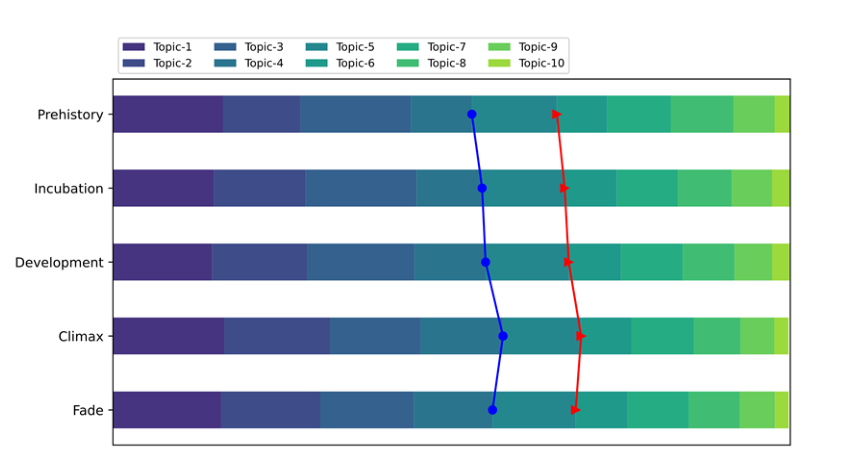 Topic-1 Topic-3 Topic-5 Topic-7 Topic-9
Topic-2 Topic-4 Topic-6 Topic-8 Topic-10
Prehistory
Incubation
Development
Climax
Fade